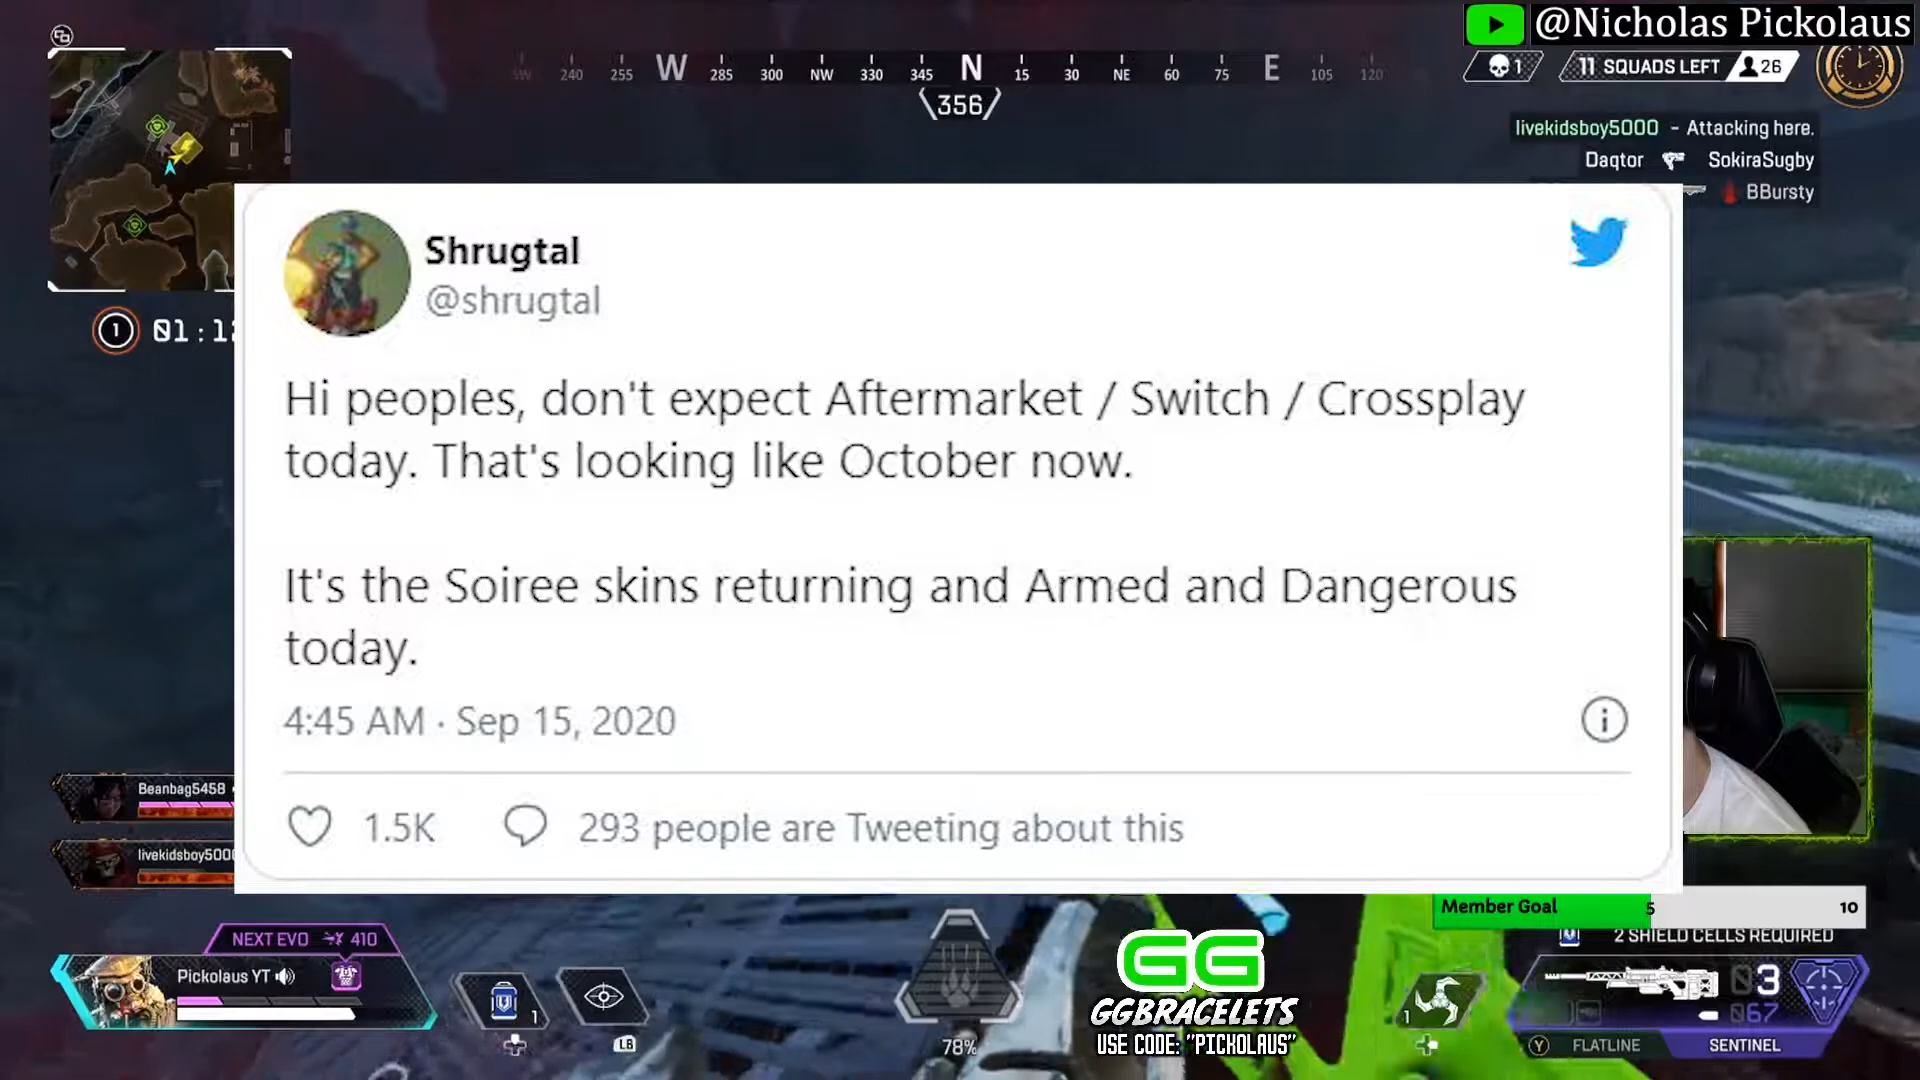 @Nicholas Pickolaus
SW 240 255 W 285 300 NW 330 345 N 15 30 NE 60 75 E 105 120
356
1 11 SQUADS LEFT 26
livekidsboy5000 - Attacking here.
Daqtor SokiraSugby
BBursty
Shrugtal
@shrugtal
1 01:1
Hi peoples, don't expect Aftermarket / Switch / Crossplay
today. That's looking like October now.
It's the Soiree skins returning and Armed and Dangerous
today.
4:45 AM · Sep 15, 2020
1.5K 293 people are Tweeting about this
Beanbag5458
livekidsboy500
Member Goal 5 10
2 SHIELD CELLS REQUIRED
NEXT EVO 410
Pickolaus YT
1
LB
78%
GG
GGBRACELETS
USE CODE: "PICKOLAUS"
1
03
067
Y FLATLINE SENTINEL